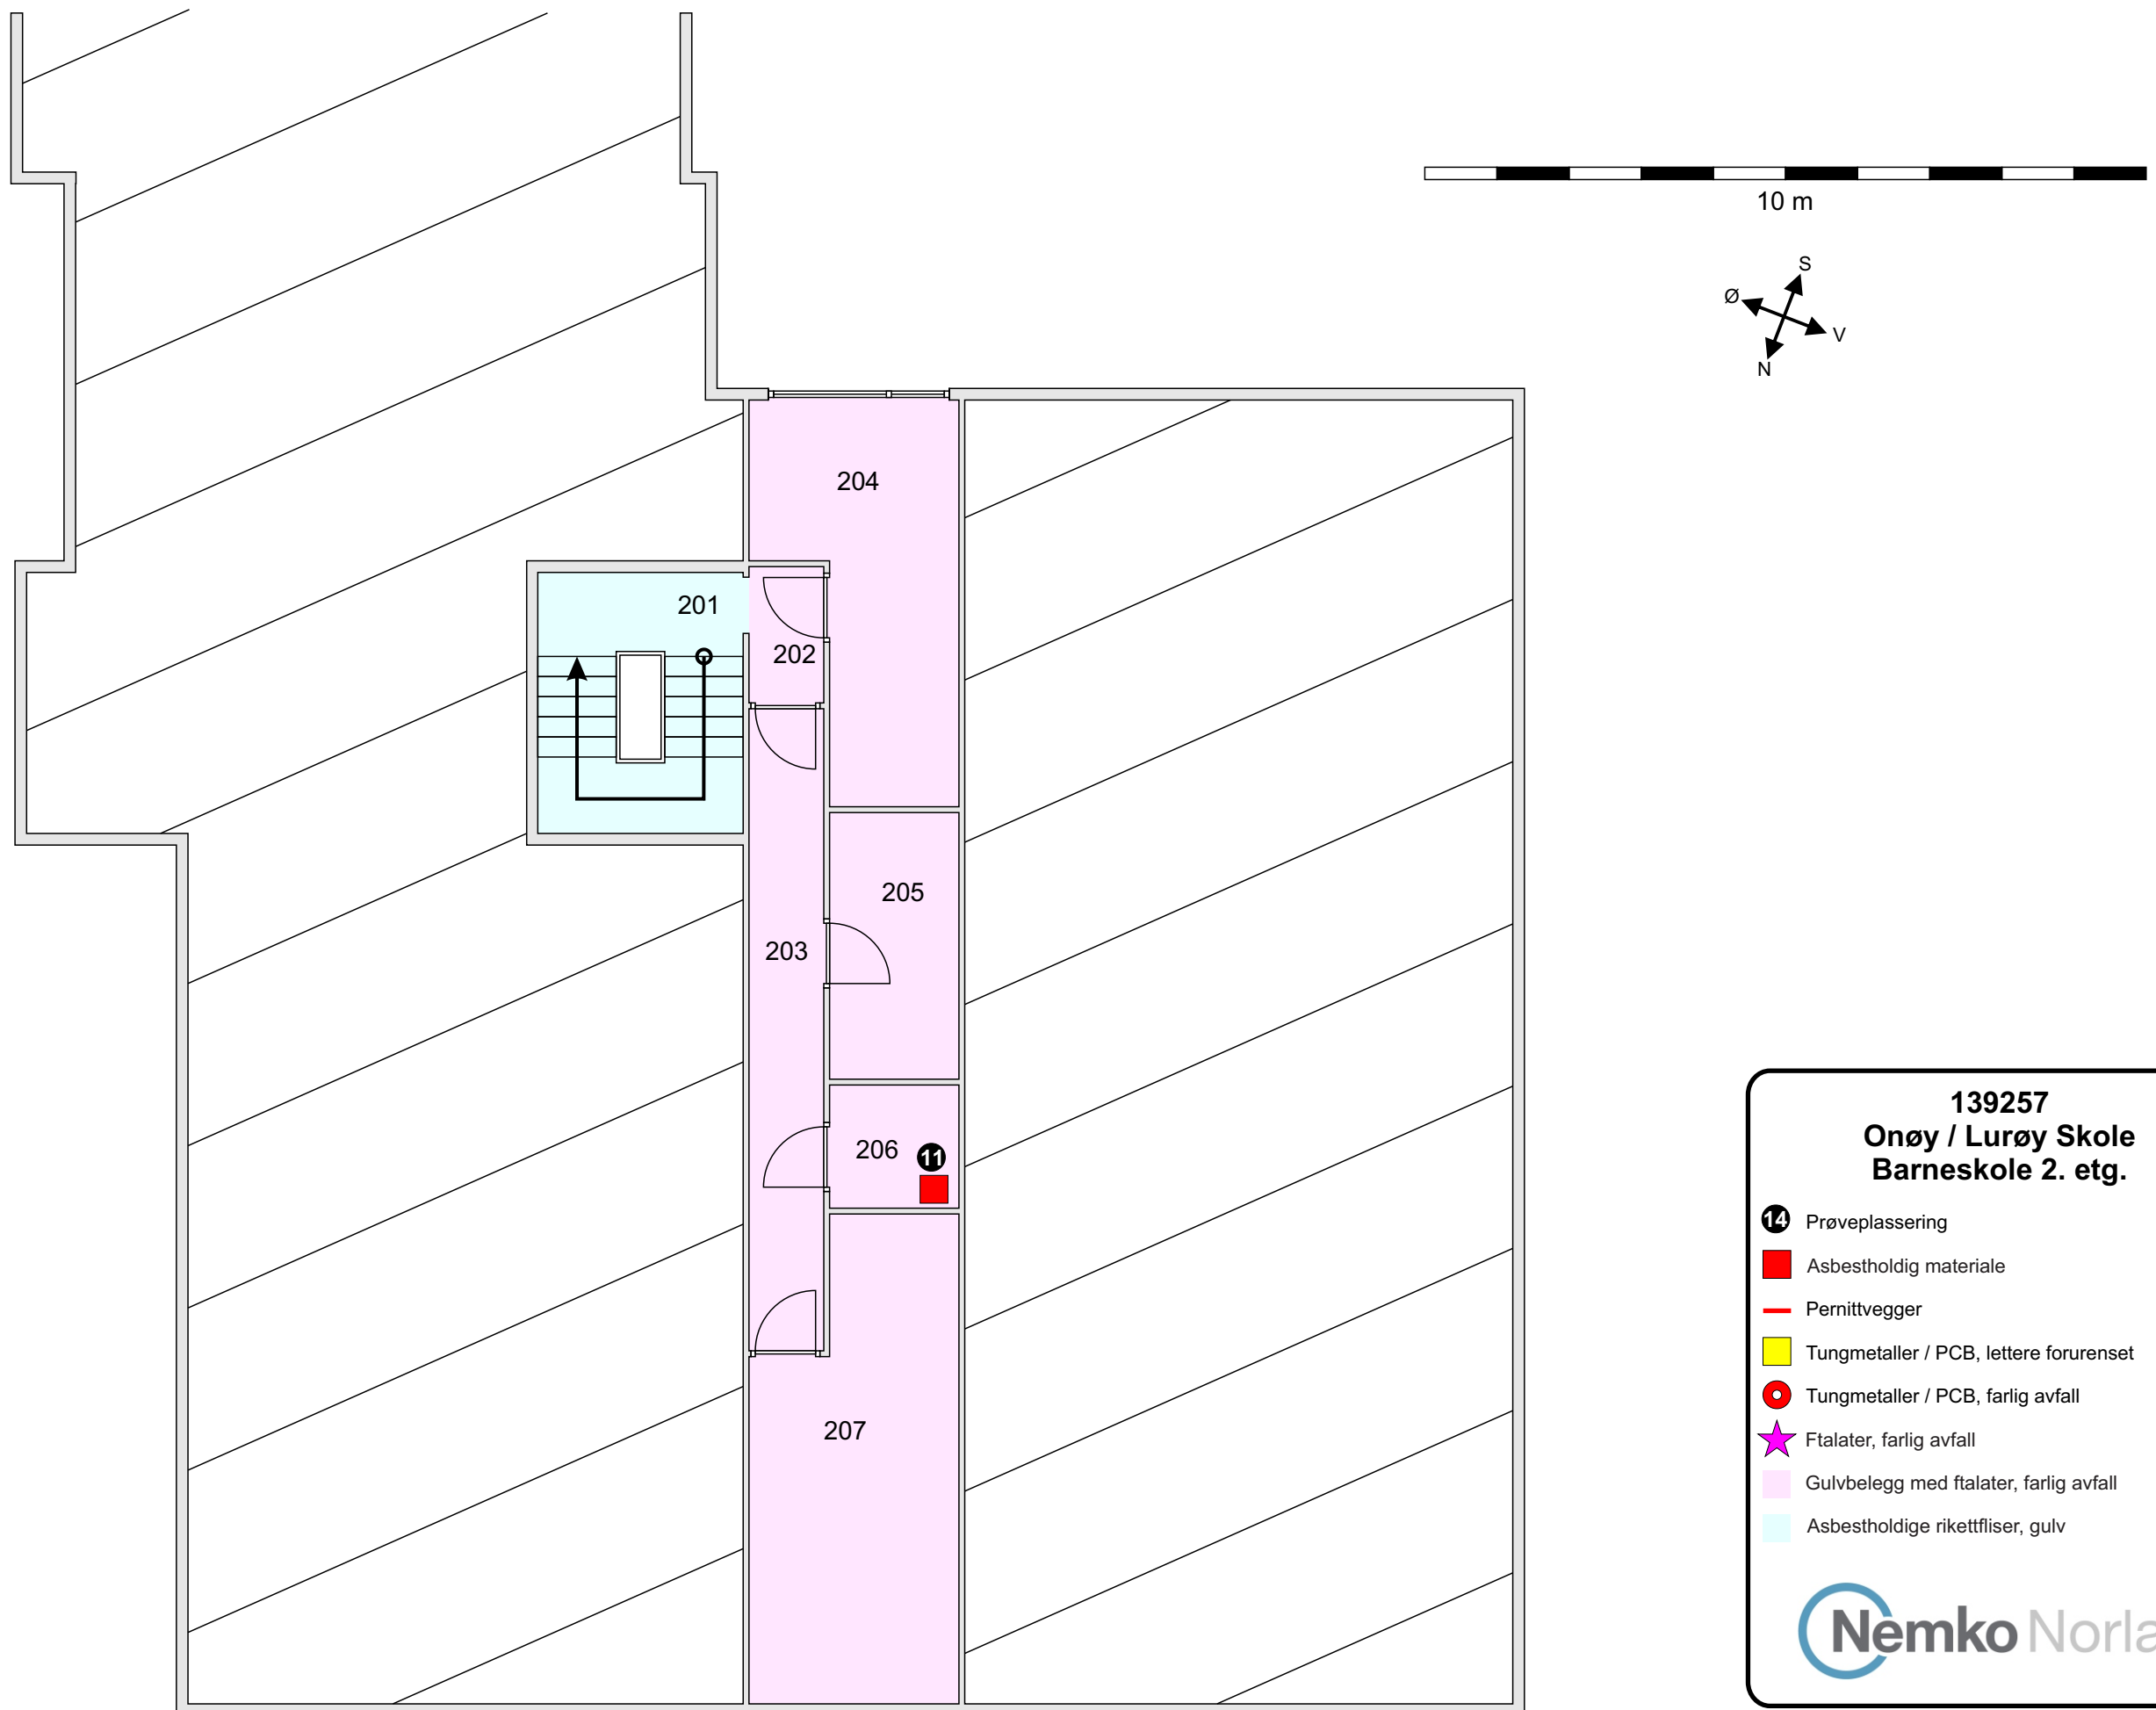 10 m
S
Ø
V
N
204
201
202
205
203
206
11
207
139257
Onøy / Lurøy Skole
Barneskole 2. etg.
14 Prøveplassering
Asbestholdig materiale
Pernittvegger
Tungmetaller / PCB, lettere forurenset
Tungmetaller / PCB, farlig avfall
Ftalater, farlig avfall
Gulvbelegg med ftalater, farlig avfall
Asbestholdige rikettfliser, gulv
Nemko